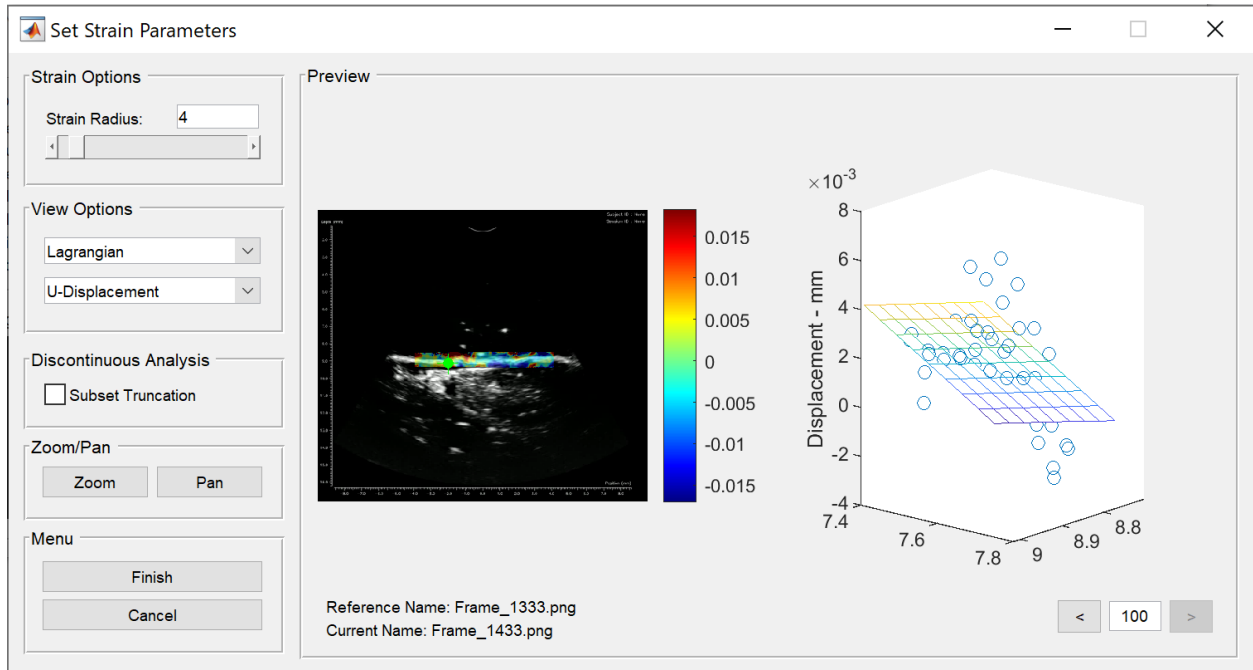 Set Strain Parameters
Strain Options
Strain Radius: 4
View Options
Lagrangian
U-Displacement
Discontinuous Analysis
Subset Truncation
Zoom/Pan
Zoom Pan
Menu
Finish
Cancel
Preview
0.015
0.01
0.005
0
-0.005
-0.01
-0.015
×10-3
8
6
4
2
0
-2
-4
Displacement - mm
7.4
7.6
7.8
9
8.9
8.8
Reference Name: Frame_1333.png
Current Name: Frame_1433.png
< 100 >